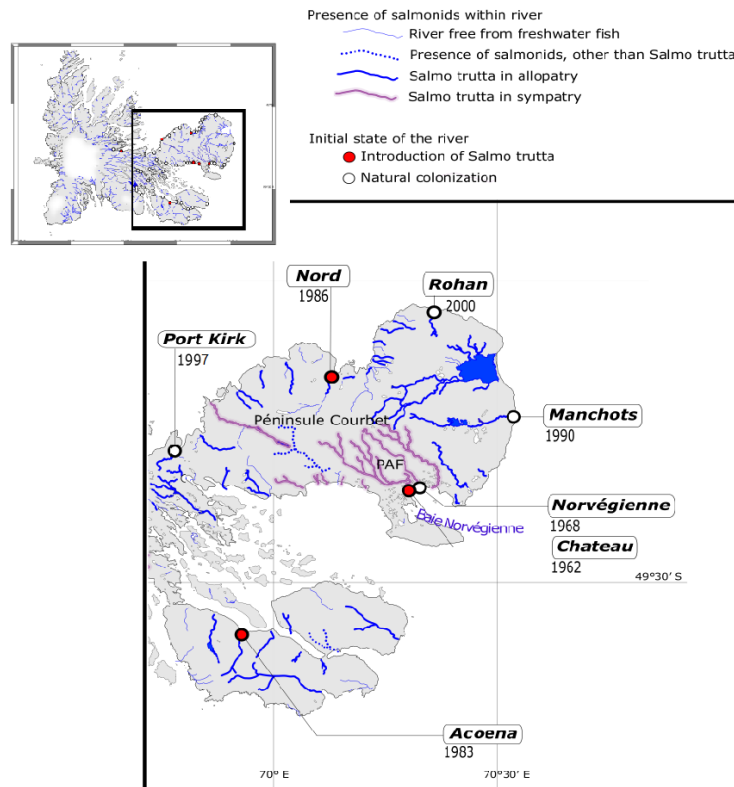 Presence of salmonids within river
River free from freshwater fish
Presence of salmonids, other than Salmo trutta
Salmo trutta in allopatry
Salmo trutta in sympatry
Initial state of the river
Introduction of Salmo trutta
Natural colonization
Nord
1986
Rohan
2000
Port Kirk
1997
Péninsule Courbet
Manchots
1990
PAF
Norvégienne
1968
Baie Norvégienne
Chateau
1962
49°30' S
Acoena
1983
70° E
70°30' E